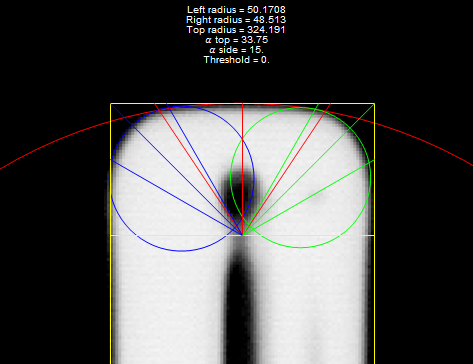 Left radius = 50.1708
Right radius = 48.513
Top radius = 324.191
α top = 33.75
α side = 15.
Threshold = 0.